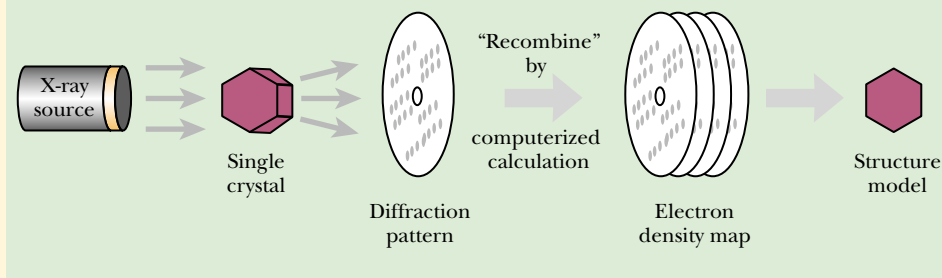 X-ray
source
Single
crystal
Diffraction
pattern
“Recombine”
by
computerized
calculation
Electron
density map
Structure
model